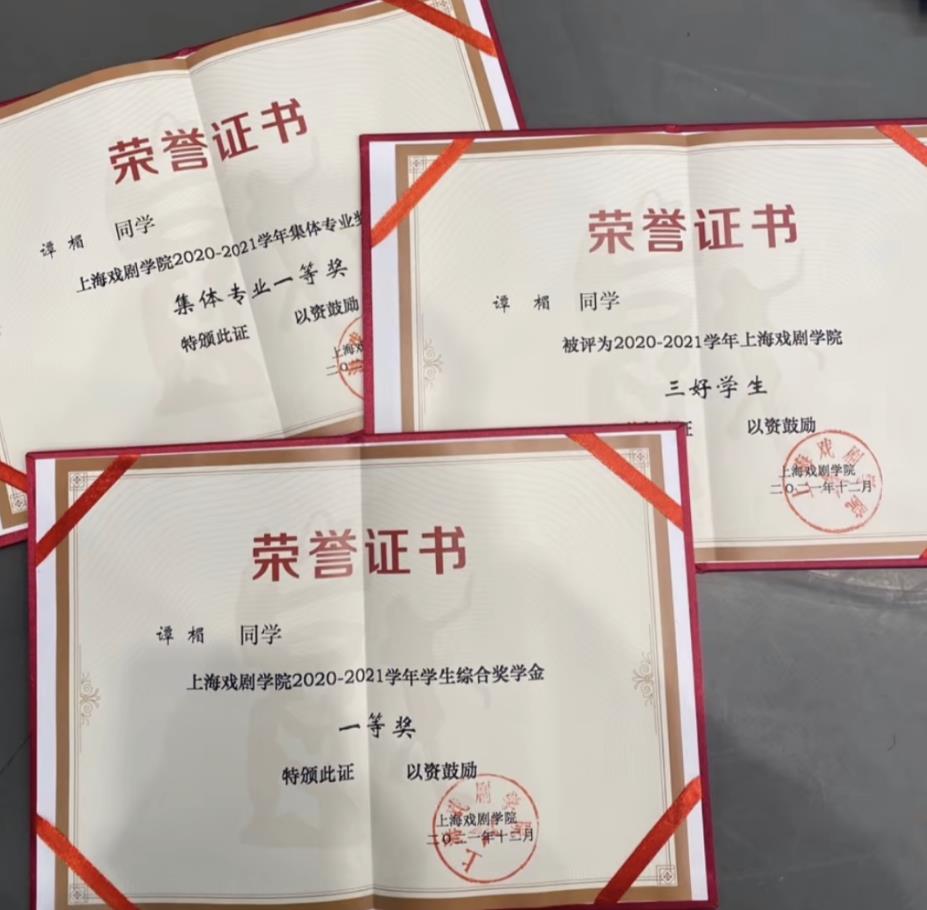 荣誉证书
谭楣 同学
上海戏剧学院2020-2021学年集体专业
集体专业一等奖
特颁此证 以资鼓励
上海戏
荣誉证书
谭楣 同学
被评为2020-2021学年上海戏剧学院
三好学生
证 以资鼓励
上海戏剧学院
二〇二一年十二月
荣誉证书
谭楣 同学
上海戏剧学院2020-2021学年学生综合奖学金
一等奖
特颁此证 以资鼓励
上海戏剧学院
二〇二一年十二月